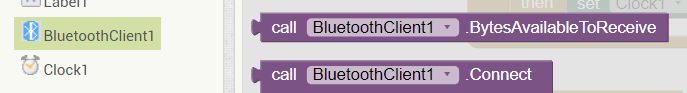 Label1
then set Clock1
BluetoothClient1
call BluetoothClient1 .BytesAvailableToReceive
Clock1
call BluetoothClient1 .Connect